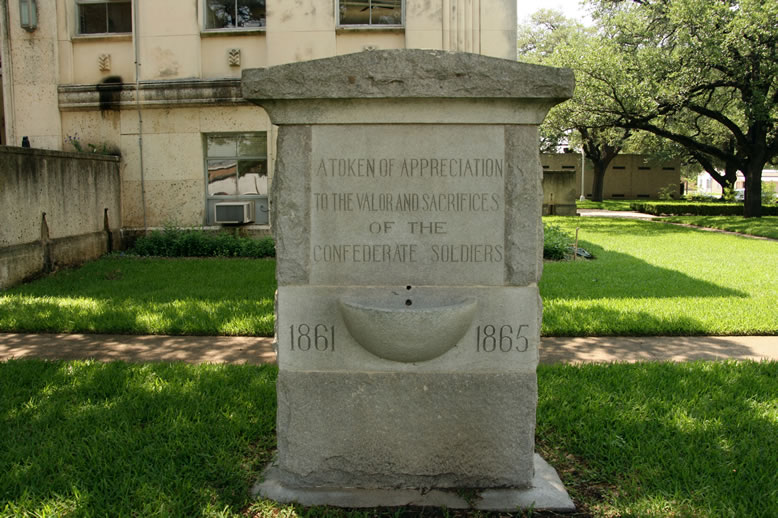 A TOKEN OF APPRECIATION
TO THE VALOR AND SACRIFICES
OF THE
CONFEDERATE SOLDIERS
1861 1865